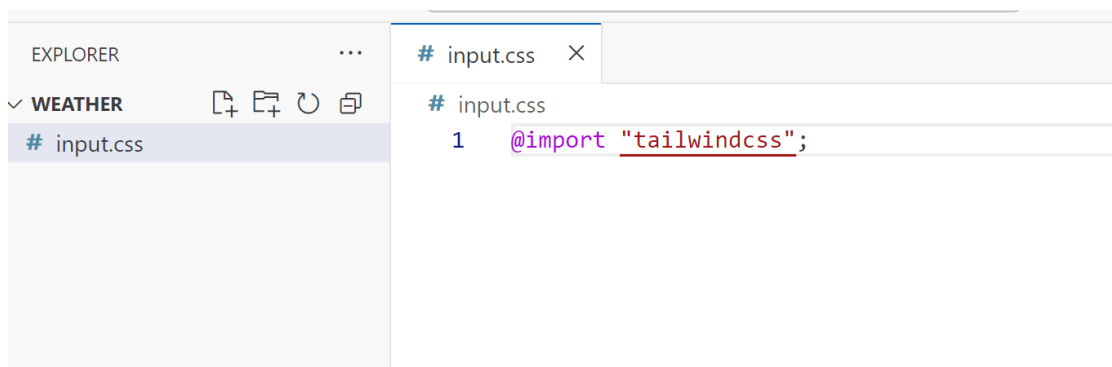 EXPLORER ...
WEATHER
# input.css
# input.css
# input.css
1 @import "tailwindcss";